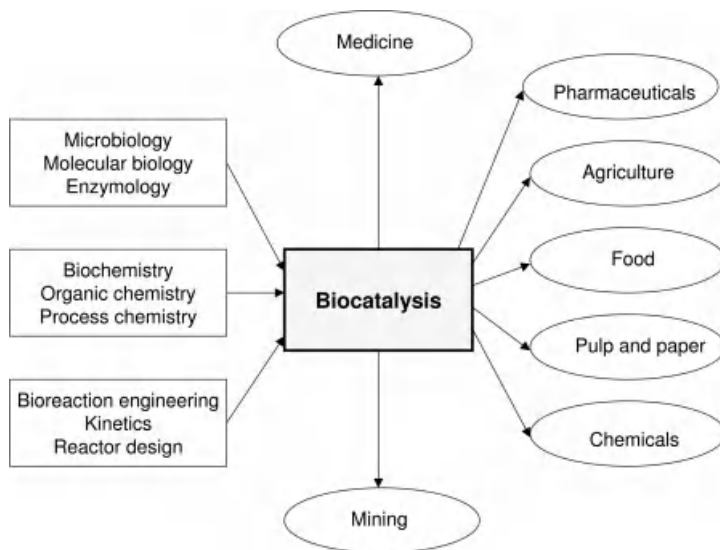 Medicine
Pharmaceuticals
Microbiology
Molecular biology
Enzymology
Agriculture
Biochemistry
Organic chemistry
Process chemistry
Biocatalysis
Food
Pulp and paper
Bioreaction engineering
Kinetics
Reactor design
Chemicals
Mining